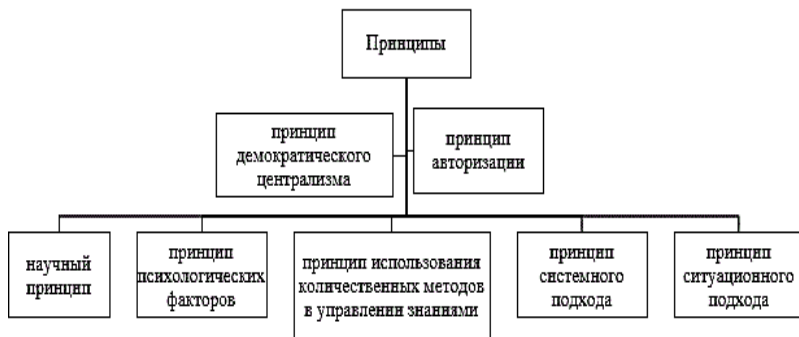 Принципы
принцип
демократического
централизма
принцип
авторизации
научный
принцип
принцип
психологических
факторов
принцип использования
количественных методов
в управлении знаниями
принцип
системного
подхода
принцип
ситуационного
подхода